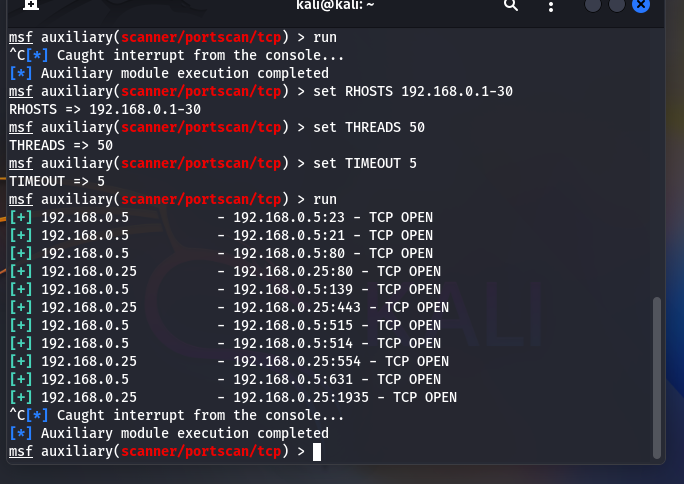 kali@kali: ~
msf auxiliary(scanner/portscan/tcp) > run
^C[*] Caught interrupt from the console...
[*] Auxiliary module execution completed
msf auxiliary(scanner/portscan/tcp) > set RHOSTS 192.168.0.1-30
RHOSTS => 192.168.0.1-30
msf auxiliary(scanner/portscan/tcp) > set THREADS 50
THREADS => 50
msf auxiliary(scanner/portscan/tcp) > set TIMEOUT 5
TIMEOUT => 5
msf auxiliary(scanner/portscan/tcp) > run
[+] 192.168.0.5           - 192.168.0.5:23 - TCP OPEN
[+] 192.168.0.5           - 192.168.0.5:21 - TCP OPEN
[+] 192.168.0.5           - 192.168.0.5:80 - TCP OPEN
[+] 192.168.0.25          - 192.168.0.25:80 - TCP OPEN
[+] 192.168.0.5           - 192.168.0.5:139 - TCP OPEN
[+] 192.168.0.25          - 192.168.0.25:443 - TCP OPEN
[+] 192.168.0.5           - 192.168.0.5:515 - TCP OPEN
[+] 192.168.0.5           - 192.168.0.5:514 - TCP OPEN
[+] 192.168.0.25          - 192.168.0.25:554 - TCP OPEN
[+] 192.168.0.5           - 192.168.0.5:631 - TCP OPEN
[+] 192.168.0.25          - 192.168.0.25:1935 - TCP OPEN
^C[*] Caught interrupt from the console...
[*] Auxiliary module execution completed
msf auxiliary(scanner/portscan/tcp) >
KALI